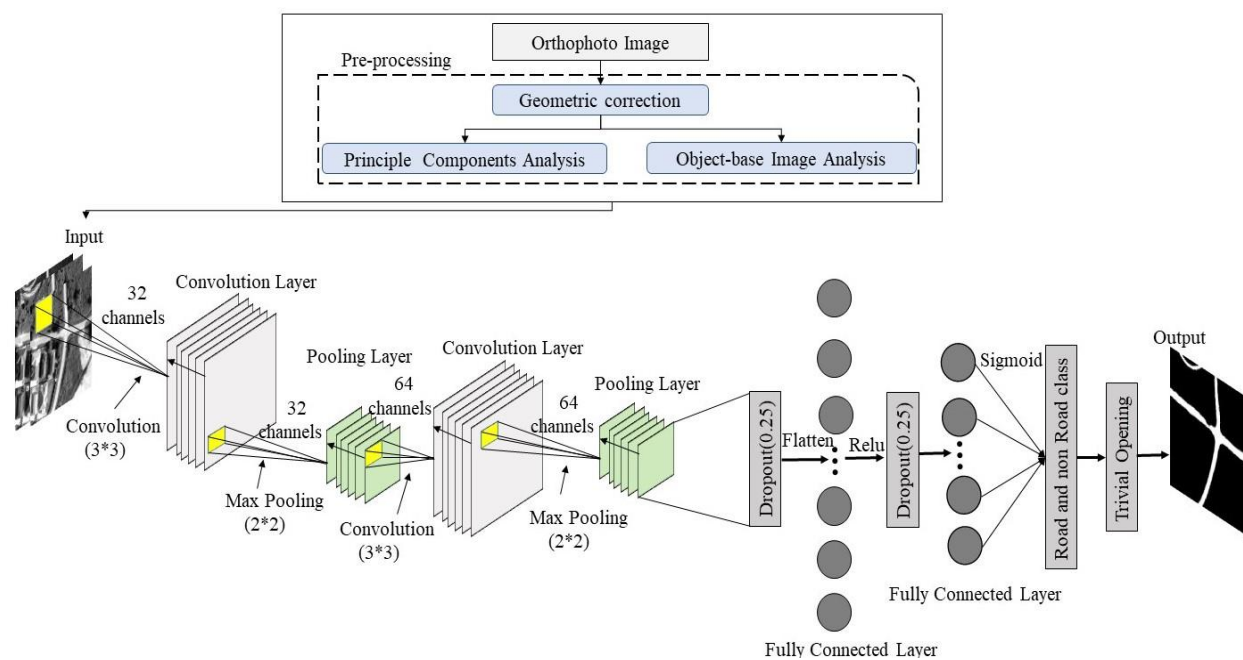 Orthophoto Image
Pre-processing
Geometric correction
Principle Components Analysis
Object-base Image Analysis
Input
32
channels
Convolution Layer
Convolution
(3*3)
32
channels
Max Pooling
(2*2)
Pooling Layer
64
channels
Convolution
(3*3)
Convolution Layer
64
channels
Max Pooling
(2*2)
Pooling Layer
Dropout(0.25)
Flatten
Fully Connected Layer
Relu
Dropout(0.25)
Fully Connected Layer
Sigmoid
Road and non Road class
Trivial Opening
Output